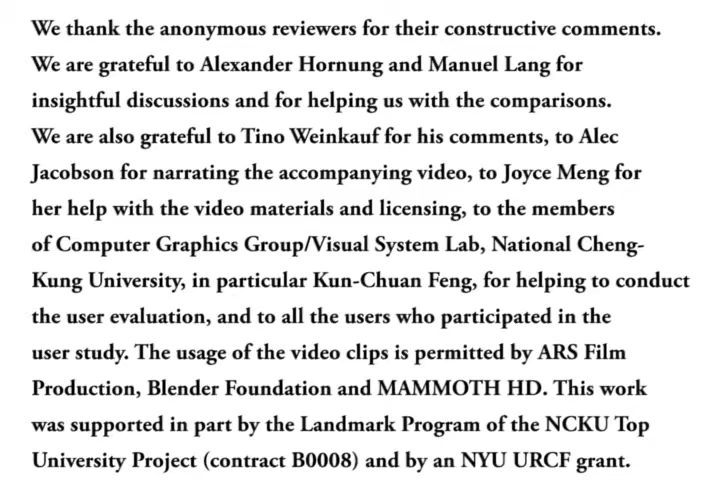 We thank the anonymous reviewers for their constructive comments.
We are grateful to Alexander Hornung and Manuel Lang for
insightful discussions and for helping us with the comparisons.
We are also grateful to Tino Weinkauf for his comments, to Alec
Jacobson for narrating the accompanying video, to Joyce Meng for
her help with the video materials and licensing, to the members
of Computer Graphics Group/Visual System Lab, National Cheng-
Kung University, in particular Kun-Chuan Feng, for helping to conduct
the user evaluation, and to all the users who participated in the
user study. The usage of the video clips is permitted by ARS Film
Production, Blender Foundation and MAMMOTH HD. This work
was supported in part by the Landmark Program of the NCKU Top
University Project (contract B0008) and by an NYU URCF grant.